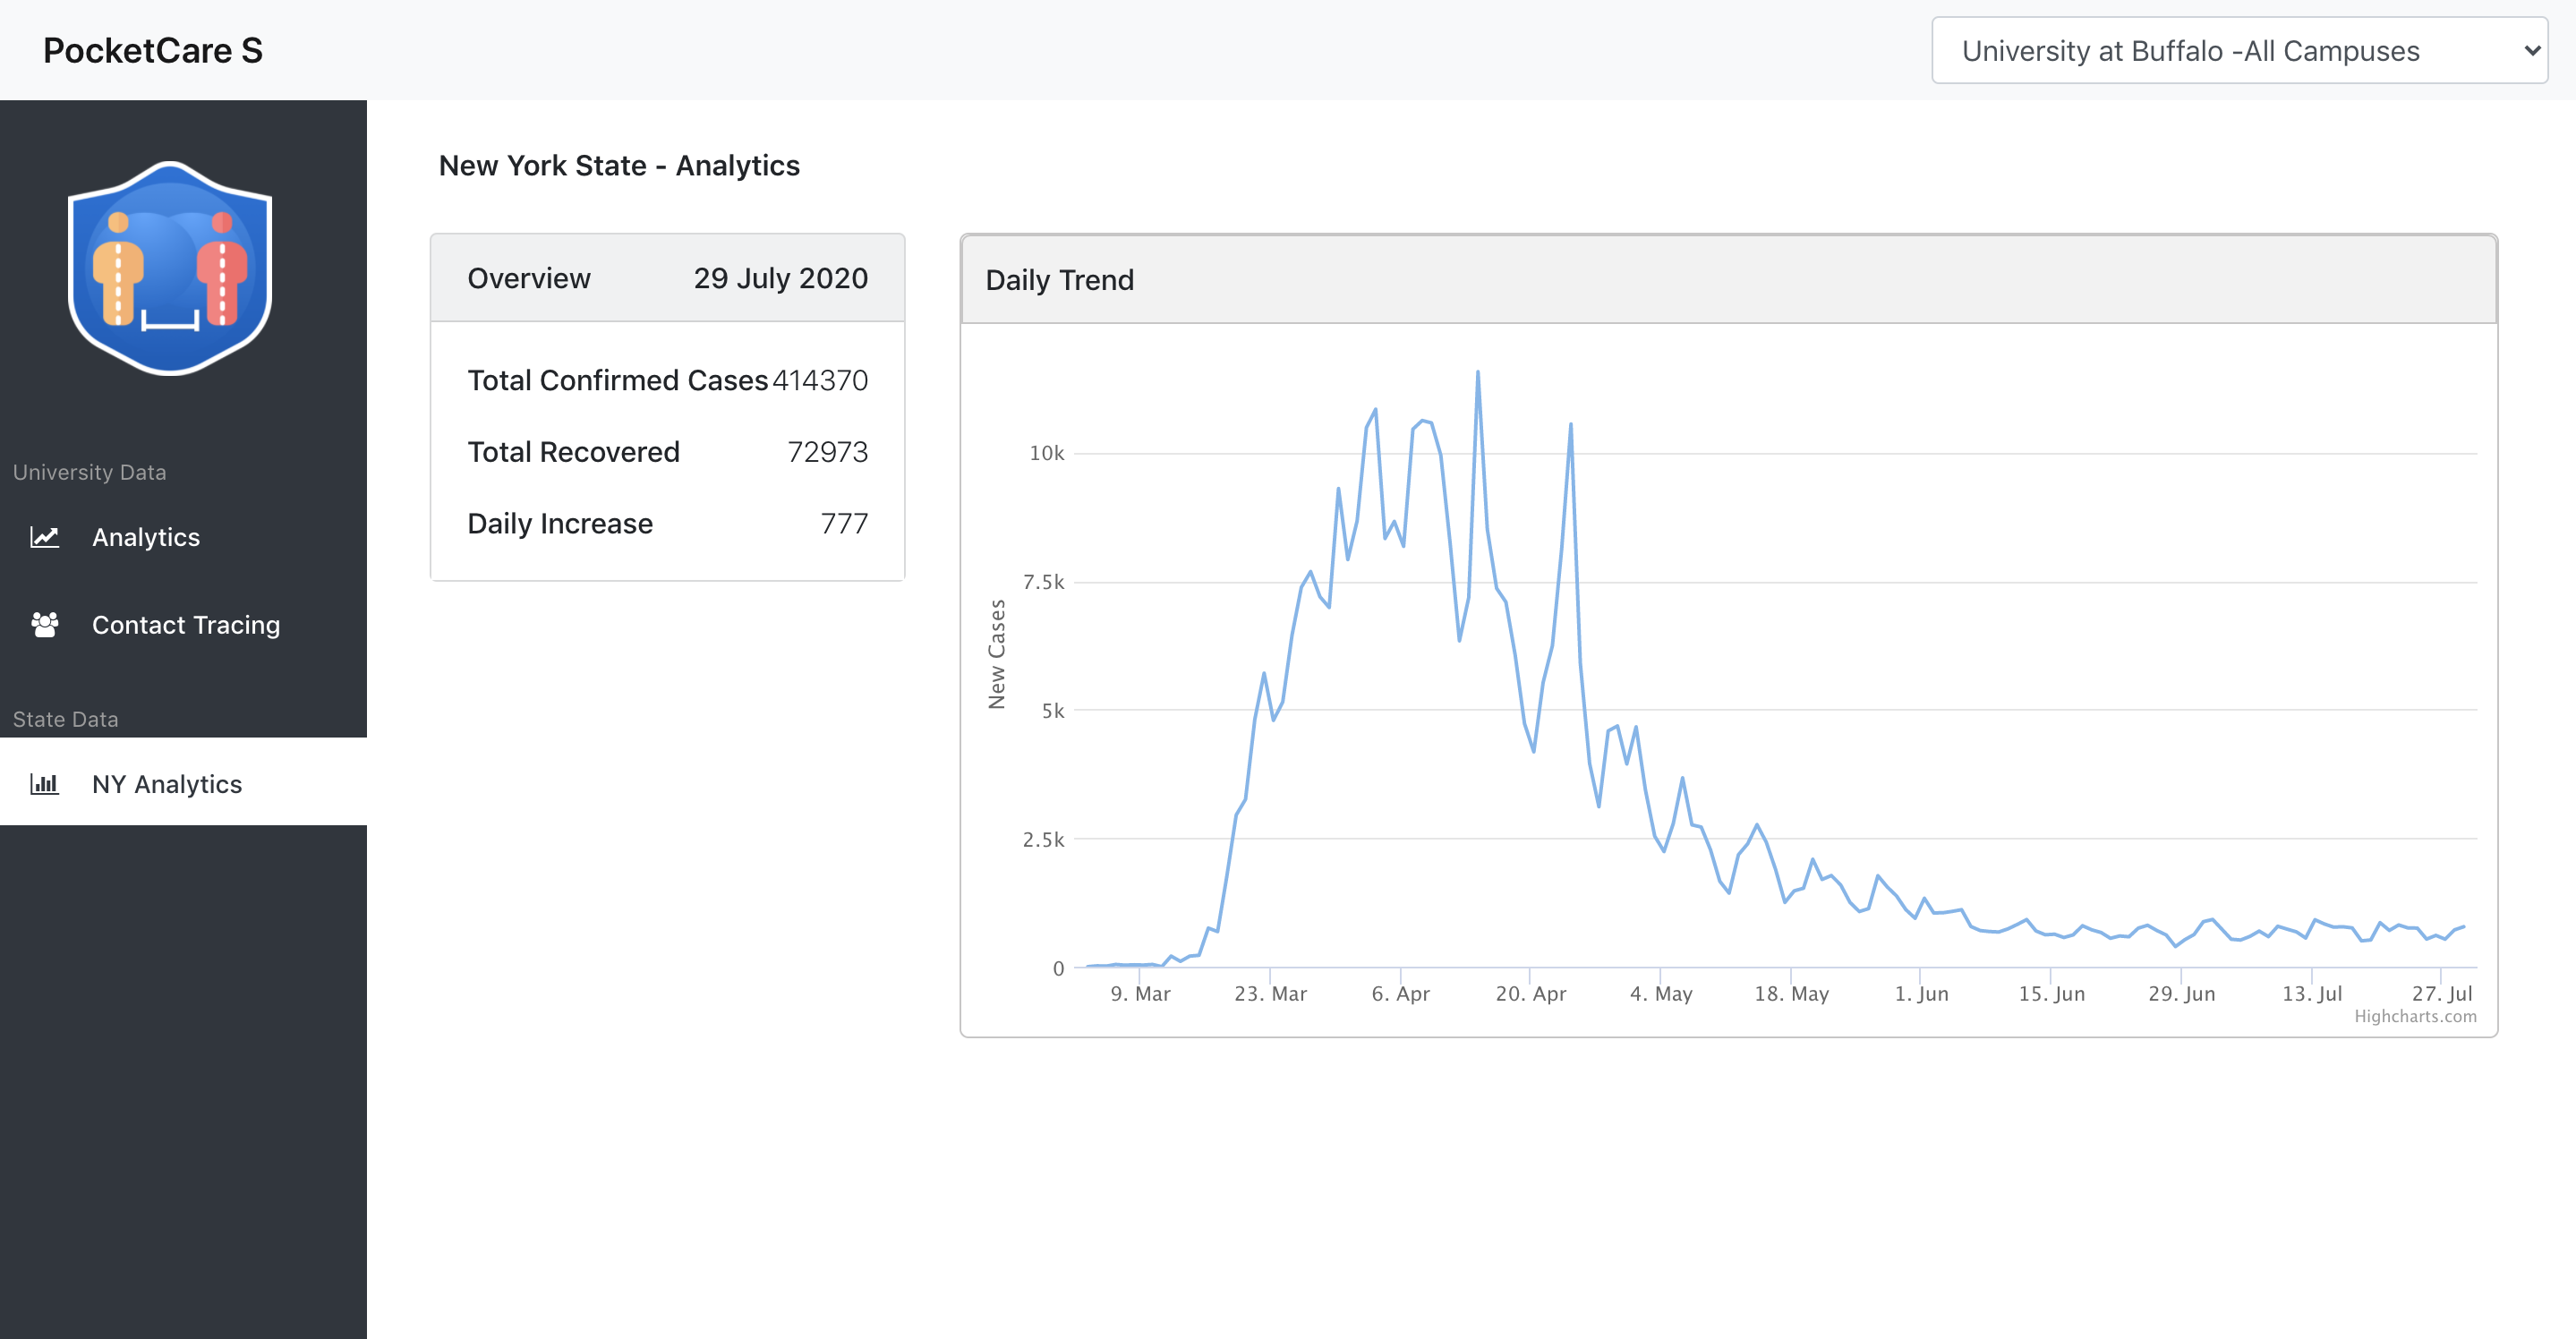 PocketCare S
University at Buffalo -All Campuses
University Data
Analytics
Contact Tracing
State Data
NY Analytics
New York State - Analytics
Overview 29 July 2020
Total Confirmed Cases 414370
Total Recovered 72973
Daily Increase 777
Daily Trend
New Cases
10k
7.5k
5k
2.5k
0
9. Mar 23. Mar 6. Apr 20. Apr 4. May 18. May 1. Jun 15. Jun 29. Jun 13. Jul 27. Jul
Highcharts.com